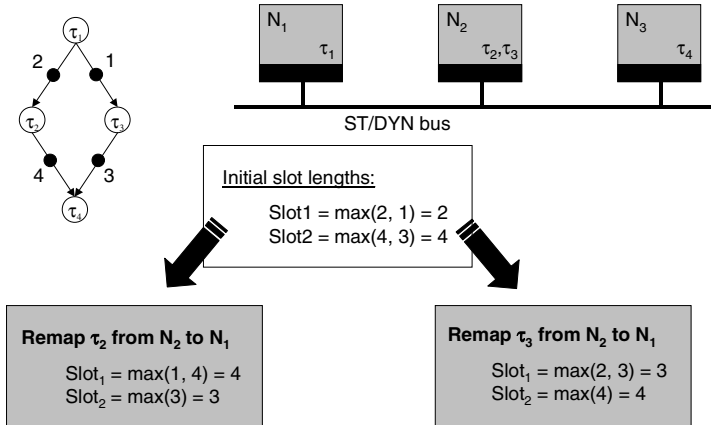 τ1
2
1
τ2
τ3
4
3
τ4
N1
τ1
N2
τ2,τ3
N3
τ4
ST/DYN bus
Initial slot lengths:
Slot1 = max(2, 1) = 2
Slot2 = max(4, 3) = 4
Remap τ2 from N2 to N1
Slot1 = max(1, 4) = 4
Slot2 = max(3) = 3
Remap τ3 from N2 to N1
Slot1 = max(2, 3) = 3
Slot2 = max(4) = 4